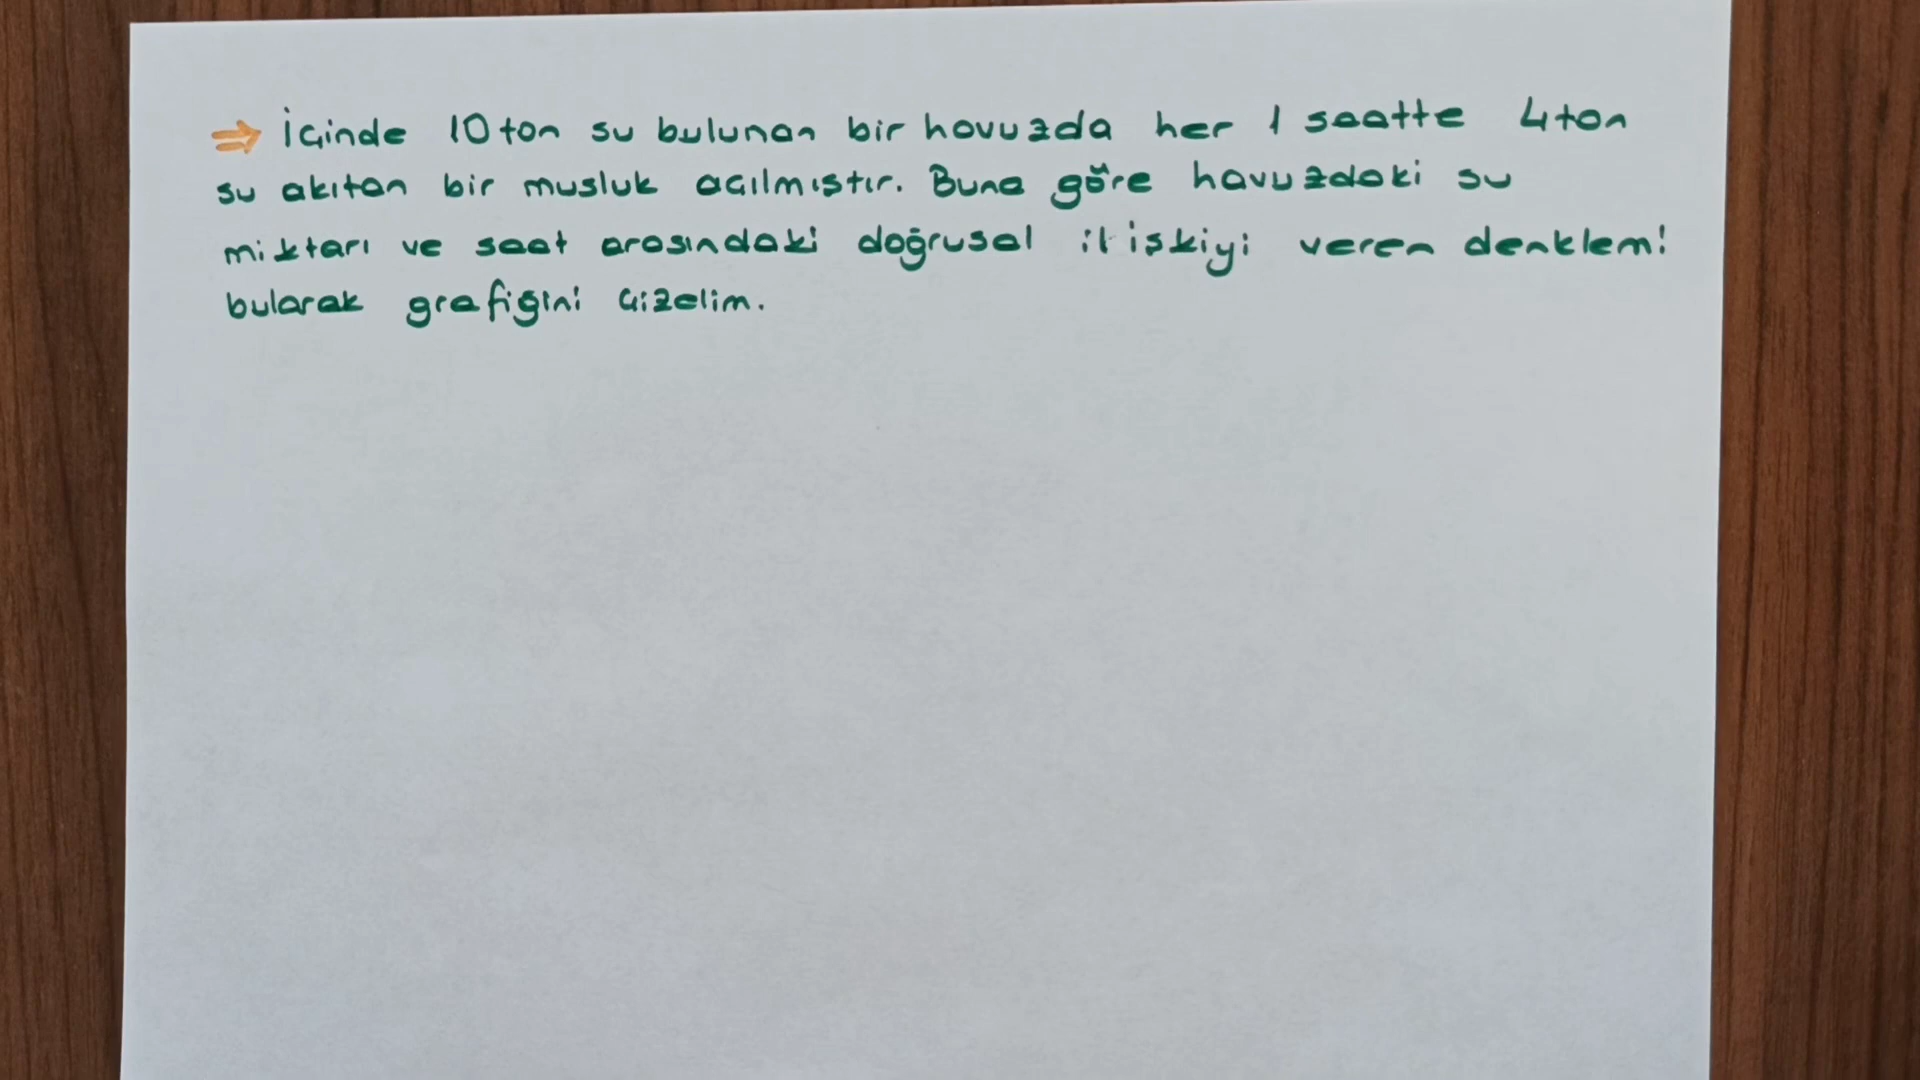 ⇒ İçinde 10 ton su bulunan bir havuzda her 1 saatte 4 ton
su akıtan bir musluk açılmıştır. Buna göre havuzdaki su
miktarı ve saat arasındaki doğrusal ilişkiyi veren denklemi
bularak grafiğini çizelim.